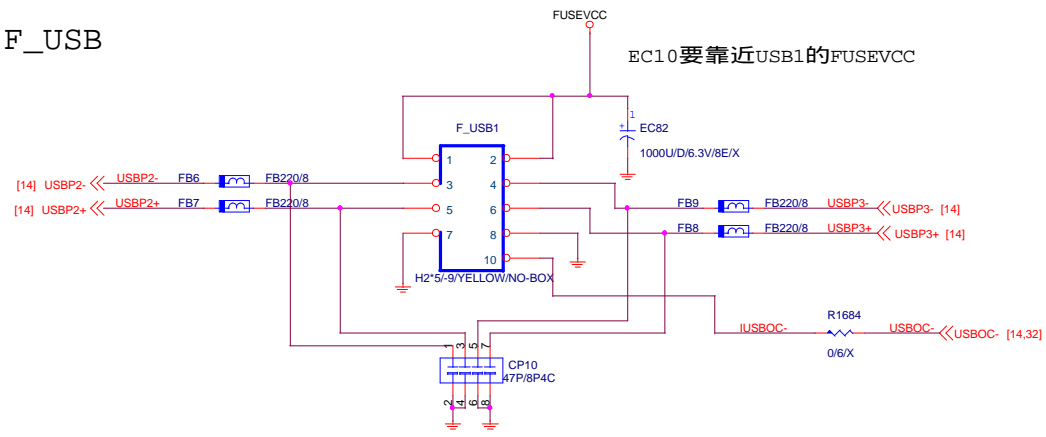 FUSEVCC
F_USB
EC10要靠近USB1的FUSEVCC
1
F_USB1
+
EC82
1000U/D/6.3V/8E/X
1 2
3 4
5 6
7 8
10
[14] USBP2- USBP2- FB6 FB220/8
[14] USBP2+ USBP2+ FB7 FB220/8
FB9 FB220/8 USBP3- USBP3- [14]
FB8 FB220/8 USBP3+ USBP3+ [14]
H2*5/-9/YELLOW/NO-BOX
R1684
IUSBOC- USBOC- USBOC- [14,32]
0/6/X
1 3 5 7
CP10
47P/8P4C
2 4 6 8